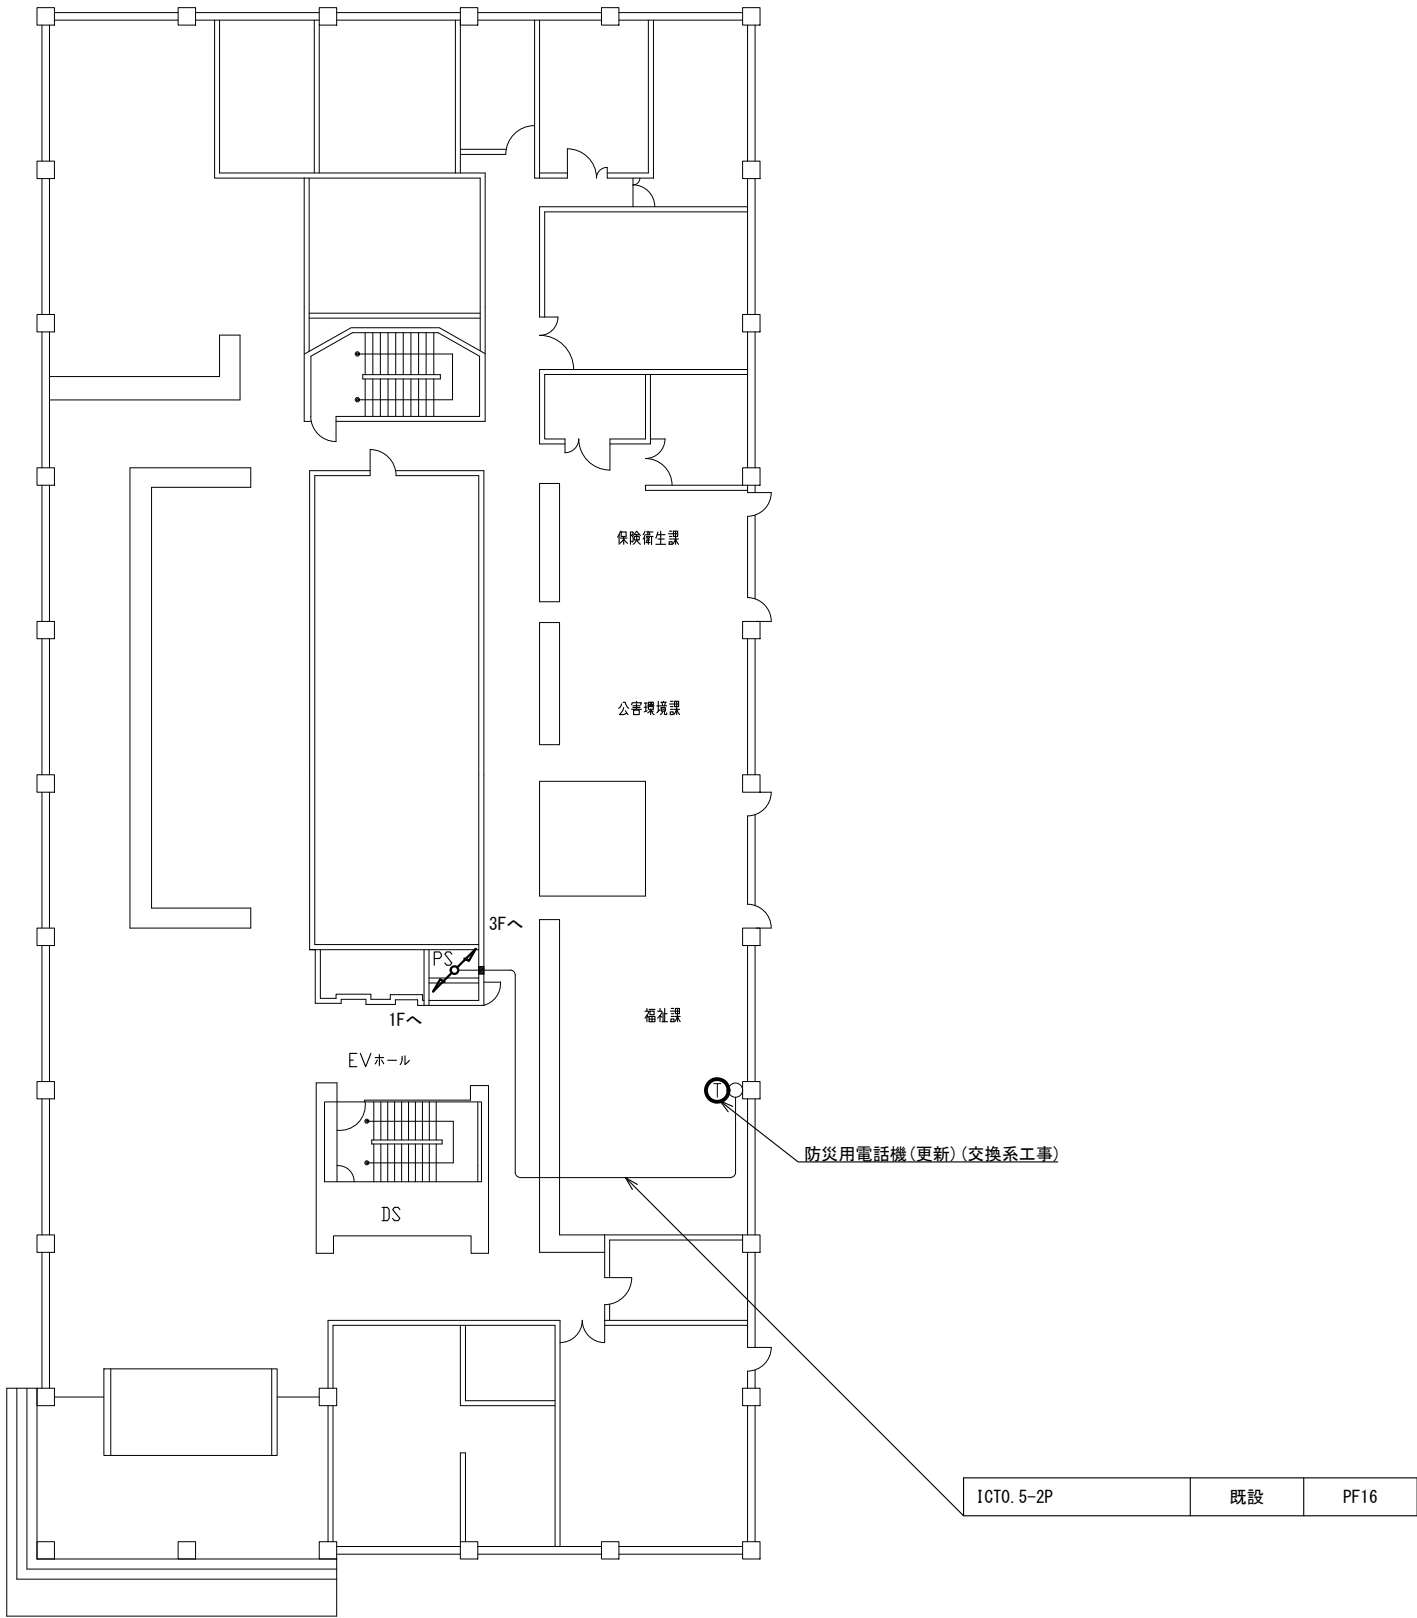 保険衛生課
公害環境課
3Fへ
PS
福祉課
1Fへ
EVホール
T
防災用電話機(更新)(交換系工事)
DS
ICT0.5-2P 既設 PF16